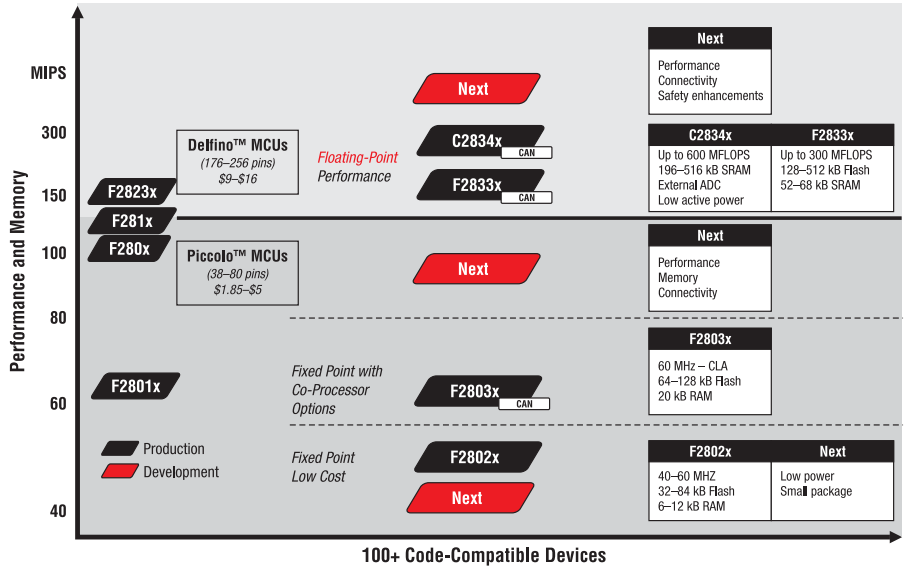 MIPS
300
150
100
80
60
40
Performance and Memory
100+ Code-Compatible Devices
F2823x
F281x
F280x
F2801x
Production
Development
Delfino™ MCUs
(176–256 pins)
$9–$16
Piccolo™ MCUs
(38–80 pins)
$1.85–$5
Floating-Point
Performance
Fixed Point with
Co-Processor
Options
Fixed Point
Low Cost
Next
C2834x
CAN
F2833x
CAN
Next
F2803x
CAN
F2802x
Next
Next
Performance
Connectivity
Safety enhancements
C2834x
Up to 600 MFLOPS
196–516 kB SRAM
External ADC
Low active power
F2833x
Up to 300 MFLOPS
128–512 kB Flash
52–68 kB SRAM
Next
Performance
Memory
Connectivity
F2803x
60 MHz – CLA
64–128 kB Flash
20 kB RAM
F2802x
40–60 MHZ
32–84 kB Flash
6–12 kB RAM
Next
Low power
Small package